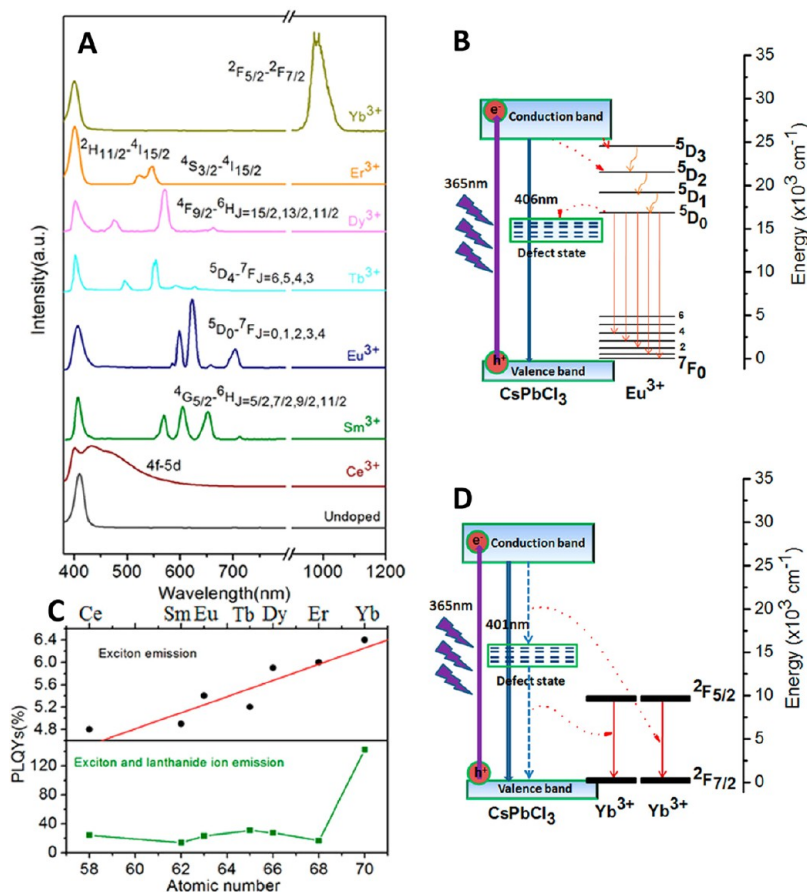 A
Intensity(a.u.)
²F₅/₂-²F₇/₂
Yb³⁺
²H₁₁/₂-⁴I₁₅/₂
⁴S₃/₂-⁴I₁₅/₂
Er³⁺
⁴F₉/₂-⁶H_J=15/2,13/2,11/2
Dy³⁺
⁵D₄-⁷F_J=6,5,4,3
Tb³⁺
⁵D₀-⁷F_J=0,1,2,3,4
Eu³⁺
⁴G₅/₂-⁶H_J=5/2,7/2,9/2,11/2
Sm³⁺
4f-5d
Ce³⁺
Undoped
400 500 600 700 1000 1200
Wavelength(nm)
B
Conduction band
e⁻
365nm
406nm
Defect state
h⁺
Valence band
CsPbCl₃
⁵D₃
⁵D₂
⁵D₁
⁵D₀
6
4
2
⁷F₀
Eu³⁺
35
30
25
20
15
10
5
0
Energy (x10³ cm⁻¹)
C
Ce Sm Eu Tb Dy Er Yb
PLQYs(%)
6.4
6.0
5.6
5.2
4.8
Exciton emission
120
80
40
0
Exciton and lanthanide ion emission
58 60 62 64 66 68 70
Atomic number
D
Conduction band
e⁻
365nm
401nm
Defect state
h⁺
Valence band
CsPbCl₃
²F₅/₂
²F₇/₂
Yb³⁺ Yb³⁺
35
30
25
20
15
10
5
0
Energy (x10³ cm⁻¹)